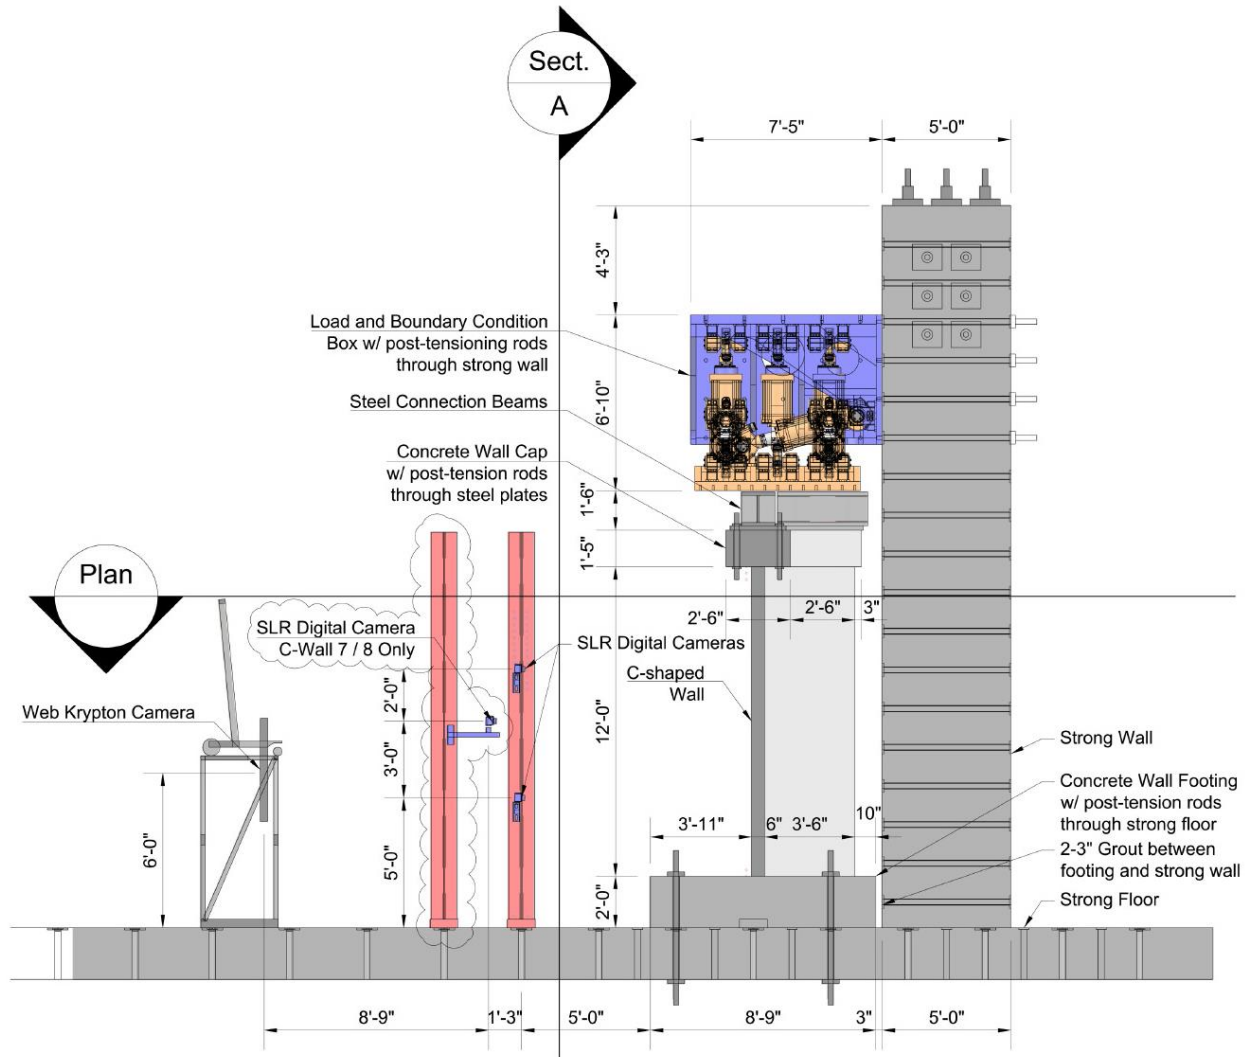 Sect.
A
7'-5"
5'-0"
4'-3"
Load and Boundary Condition
Box w/ post-tensioning rods
through strong wall
6'-10"
Steel Connection Beams
Concrete Wall Cap
w/ post-tension rods
through steel plates
1'-6"
1'-5"
Plan
2'-6"
2'-6"
3"
SLR Digital Camera
C-Wall 7 / 8 Only
SLR Digital Cameras
C-shaped
Wall
2'-0"
Web Krypton Camera
12'-0"
3'-0"
Strong Wall
Concrete Wall Footing
w/ post-tension rods
through strong floor
10"
3'-11"
6"
3'-6"
6'-0"
5'-0"
2-3" Grout between
footing and strong wall
2'-0"
Strong Floor
8'-9"
1'-3"
5'-0"
8'-9"
3"
5'-0"